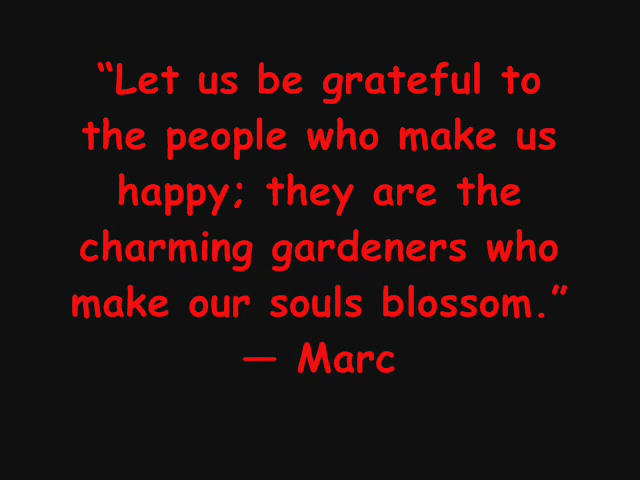 “Let us be grateful to
the people who make us
happy; they are the
charming gardeners who
make our souls blossom.”
— Marc